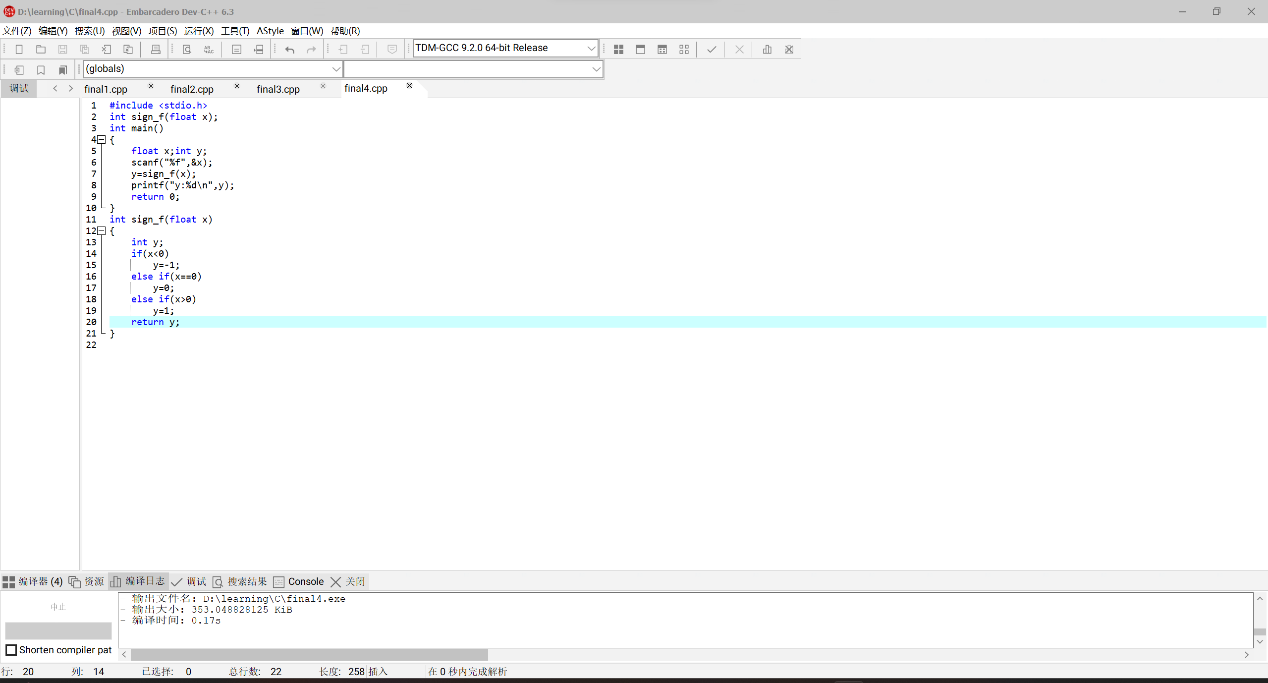 D:\learning\C\final4.cpp - Embarcadero Dev-C++ 6.3
文件(Z) 编辑(Y) 搜索(U) 视图(V) 项目(S) 运行(X) 工具(T) AStyle 窗口(W) 帮助(R)
TDM-GCC 9.2.0 64-bit Release
(globals)
调试 final1.cpp final2.cpp final3.cpp final4.cpp
1 #include <stdio.h>
2 int sign_f(float x);
3 int main()
4 {
5 float x;int y;
6 scanf("%f",&x);
7 y=sign_f(x);
8 printf("y:%d\n",y);
9 return 0;
10 }
11 int sign_f(float x)
12 {
13 int y;
14 if(x<0)
15 y=-1;
16 else if(x==0)
17 y=0;
18 else if(x>0)
19 y=1;
20 return y;
21 }
22
编译器 (4) 资源 编译日志 调试 搜索结果 Console 关闭
中止
- 输出文件名: D:\learning\C\final4.exe
- 输出大小: 353.048828125 KiB
- 编译时间: 0.17s
Shorten compiler pat
行: 20 列: 14 已选择: 0 总行数: 22 长度: 258 插入 在 0 秒内完成解析